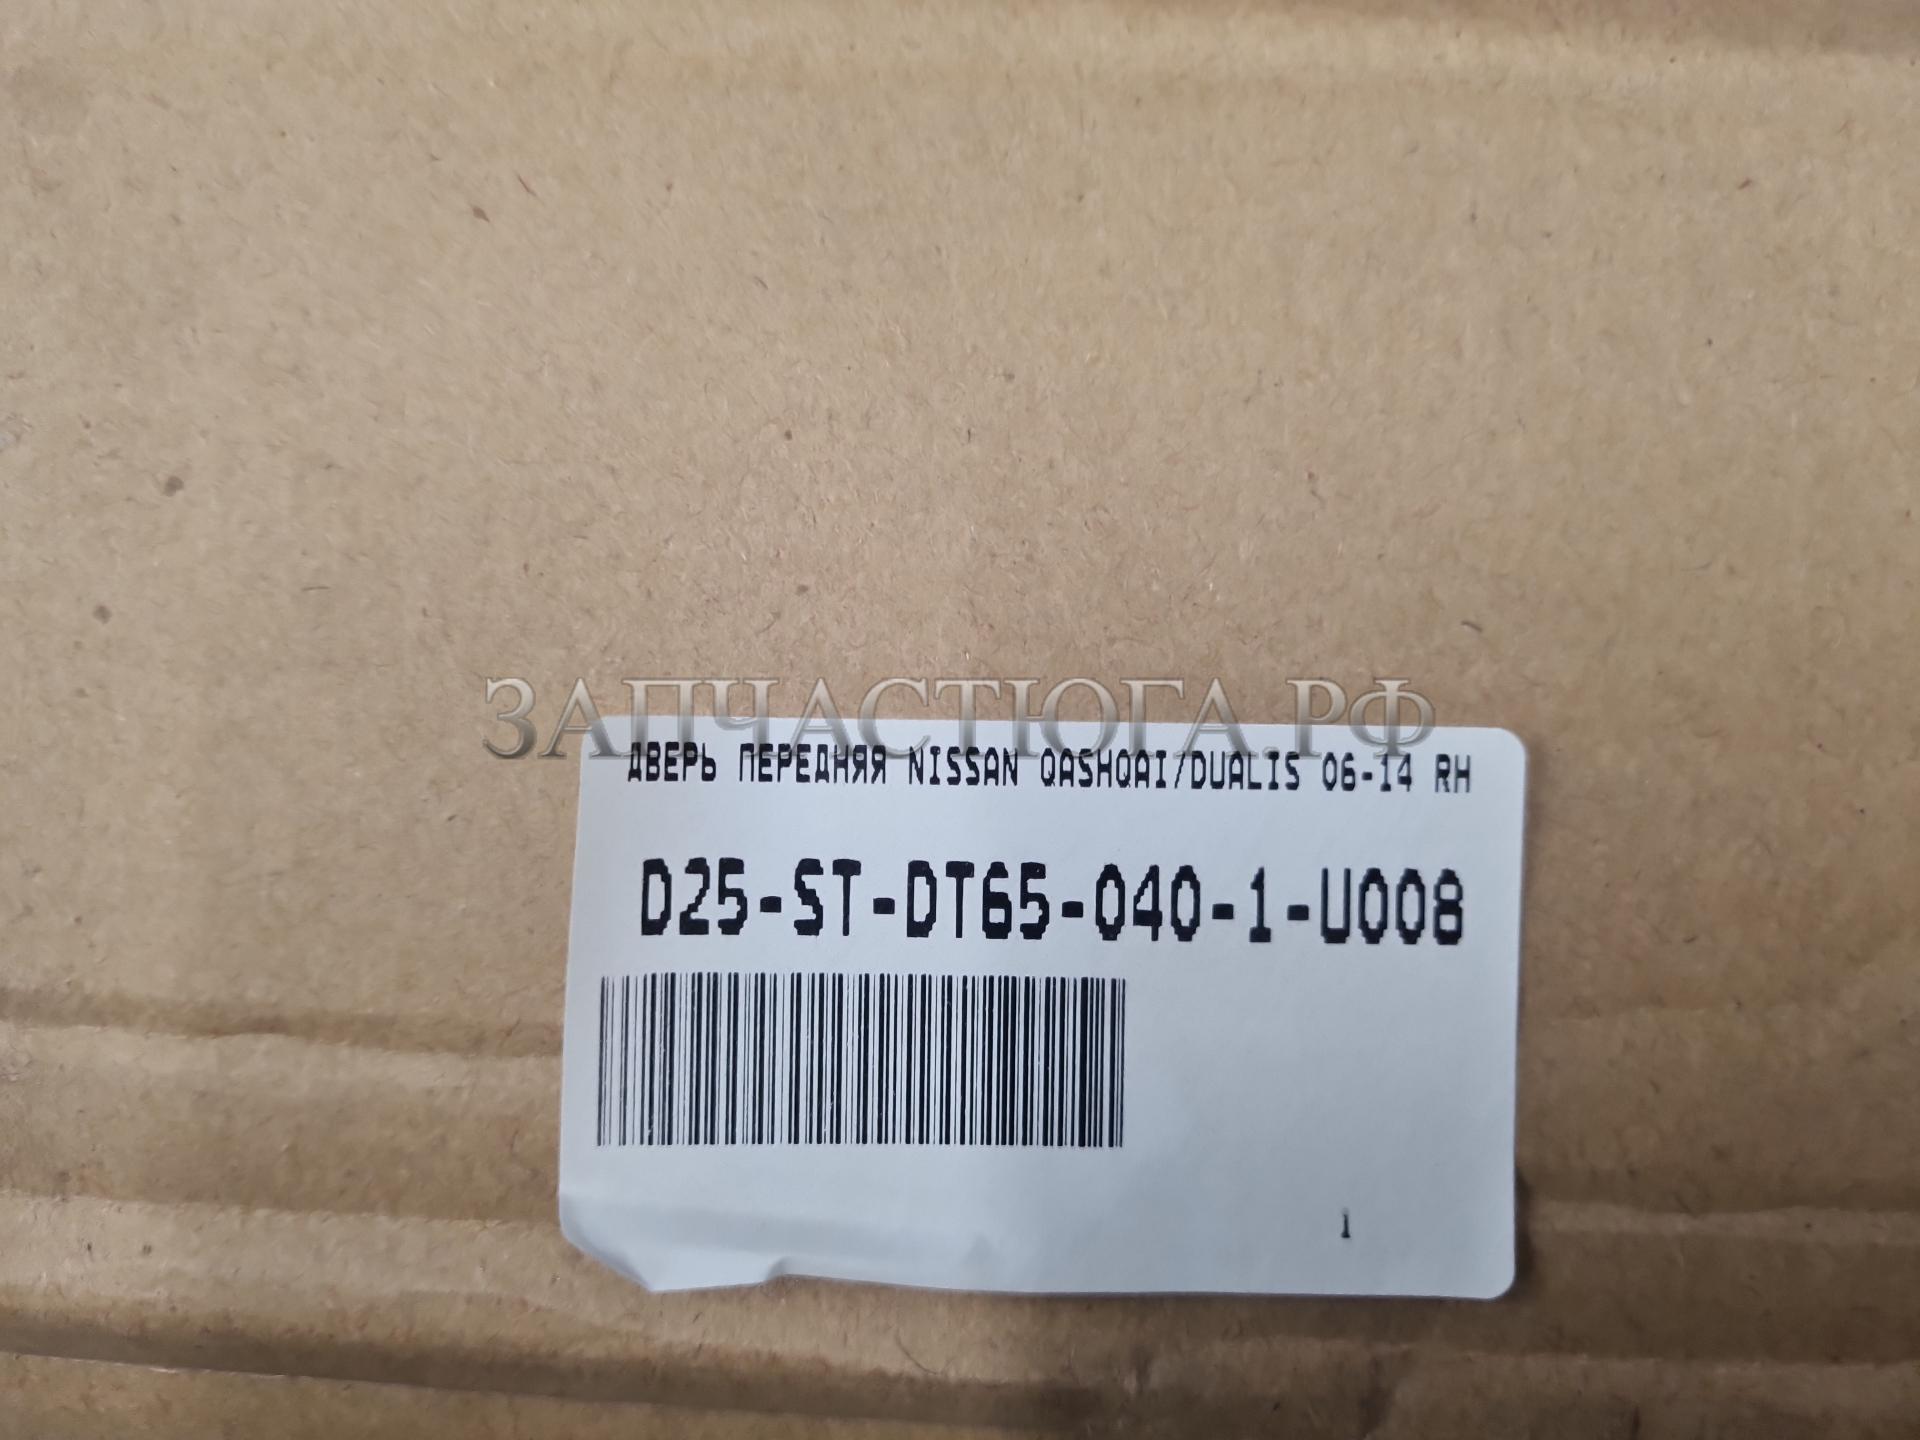 ЗАПЧАСТЮГА.РФ
ДВЕРЬ ПЕРЕДНЯЯ NISSAN QASHQAI/DUALIS 06-14 RH
D25-ST-DT65-040-1-U008
1